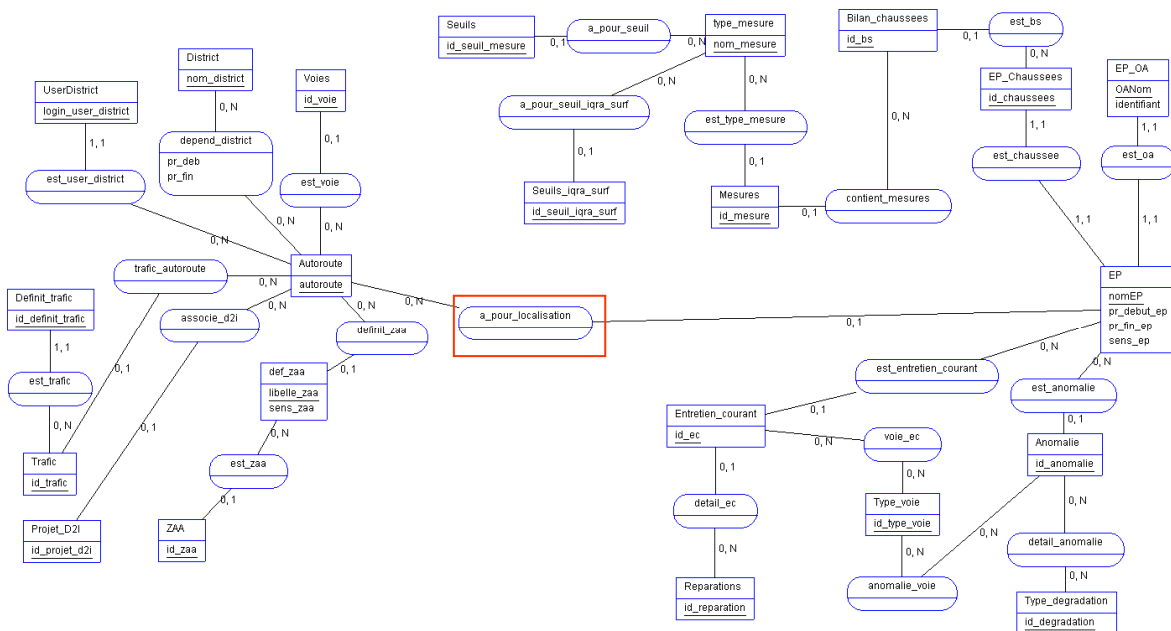 Seuils
id_seuil_mesure
0, 1
a_pour_seuil
0, N
type_mesure
nom_mesure
Bilan_chaussees
id_bs
0, 1
est_bs
0, N
EP_Chaussees
id_chaussees
1, 1
est_chaussee
1, 1
EP_OA
OANom
identifiant
1, 1
est_oa
1, 1
District
nom_district
0, N
UserDistrict
login_user_district
1, 1
est_user_district
0, N
depend_district
pr_deb
pr_fin
0, N
Voies
id_voie
0, 1
est_voie
0, N
0, N
a_pour_seuil_iqra_surf
0, 1
Seuils_iqra_surf
id_seuil_iqra_surf
0, N
est_type_mesure
0, 1
Mesures
id_mesure
0, 1
contient_mesures
0, N
Autoroute
autoroute
trafic_autoroute
0, N
0, 1
associe_d2i
0, N
0, 1
0, N
definit_zaa
0, 1
0, N
a_pour_localisation
0, 1
EP
nomEP
pr_debut_ep
pr_fin_ep
sens_ep
Definit_trafic
id_definit_trafic
1, 1
est_trafic
0, N
Trafic
id_trafic
Projet_D2I
id_projet_d2i
def_zaa
libelle_zaa
sens_zaa
0, N
est_zaa
0, 1
ZAA
id_zaa
0, N
est_entretien_courant
0, 1
0, N
est_anomalie
0, 1
Entretien_courant
id_ec
0, 1
detail_ec
0, N
Reparations
id_reparation
0, N
voie_ec
0, N
Type_voie
id_type_voie
0, N
anomalie_voie
0, N
Anomalie
id_anomalie
0, N
detail_anomalie
0, N
Type_degradation
id_degradation